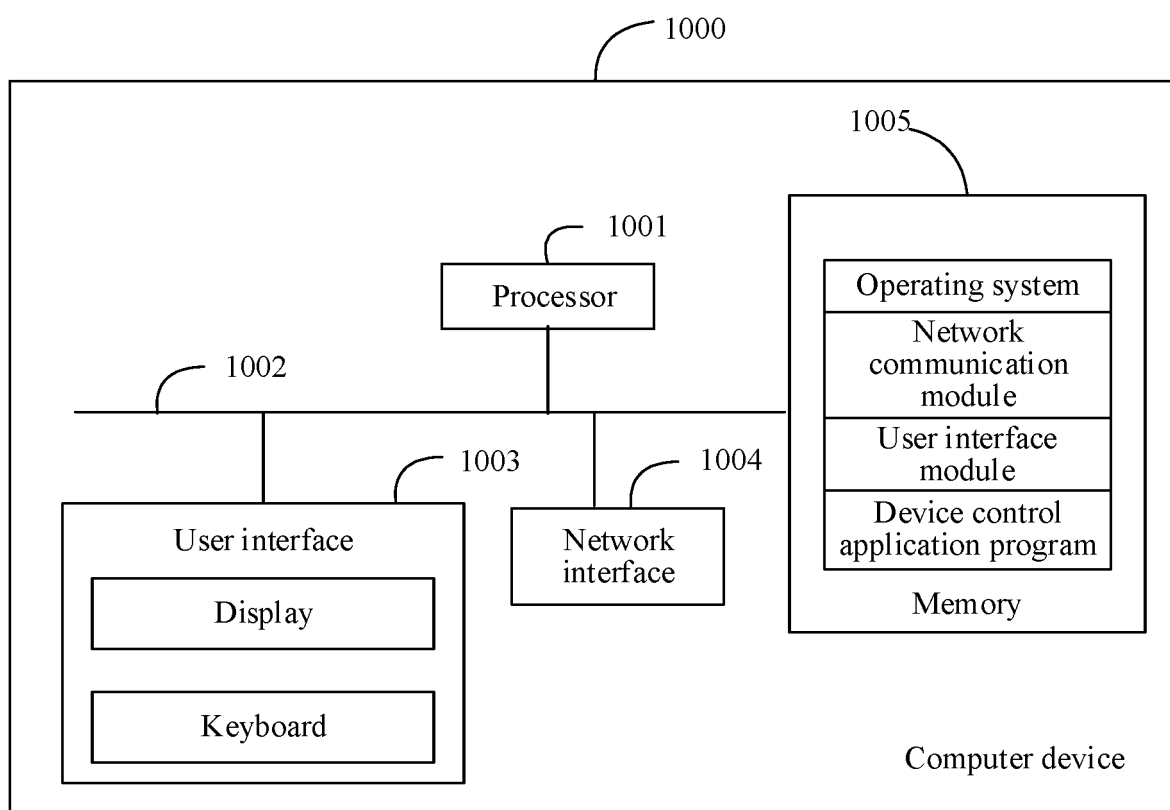 1000
1005
1001
Processor
Operating system
Network
communication
module
User interface
module
Device control
application program
Memory
1002
1003
User interface
Display
Keyboard
1004
Network
interface
Computer device